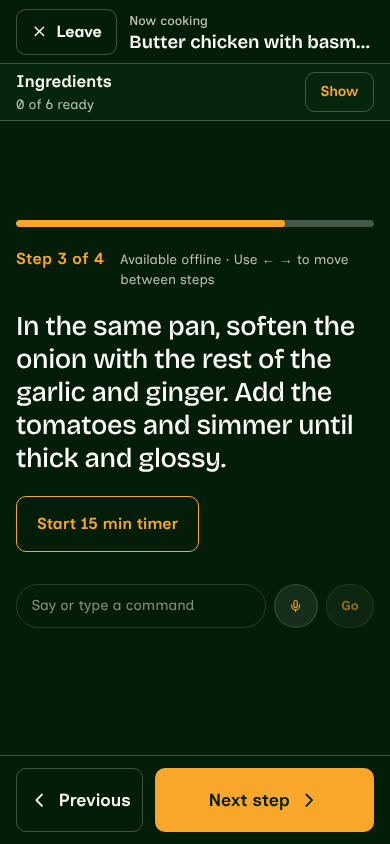 Leave
Now cooking
Butter chicken with basm...
Ingredients
0 of 6 ready
Show
Step 3 of 4
Available offline · Use ← → to move
between steps
In the same pan, soften the
onion with the rest of the
garlic and ginger. Add the
tomatoes and simmer until
thick and glossy.
Start 15 min timer
Say or type a command
Go
Previous
Next step